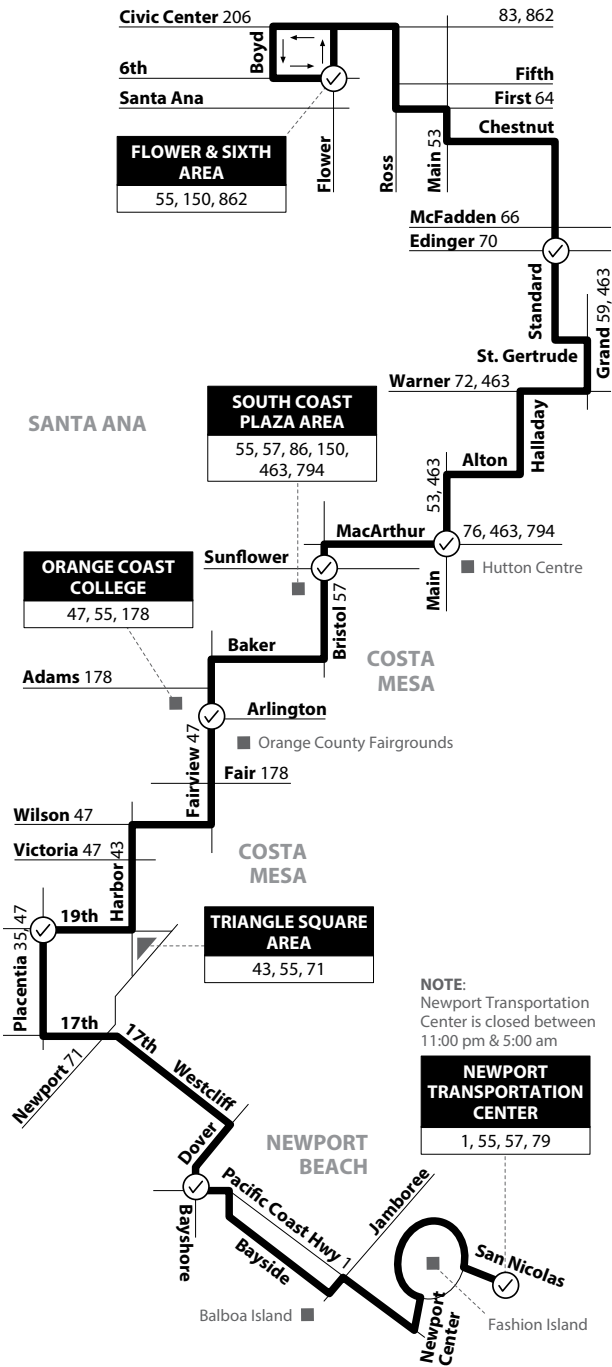 Civic Center 206
83, 862
Boyd
6th
Fifth
Santa Ana
First 64
Chestnut
FLOWER & SIXTH
AREA
55, 150, 862
Flower
Ross
Main 53
McFadden 66
Edinger 70
Standard
Grand 59, 463
St. Gertrude
Warner 72, 463
SANTA ANA
SOUTH COAST
PLAZA AREA
55, 57, 86, 150,
463, 794
Halladay
Alton
53, 463
MacArthur
76, 463, 794
Sunflower
Hutton Centre
Main
ORANGE COAST
COLLEGE
47, 55, 178
Bristol 57
Baker
COSTA
MESA
Adams 178
Arlington
Orange County Fairgrounds
Fairview 47
Fair 178
Wilson 47
Victoria 47
Harbor 43
COSTA
MESA
19th
Placentia 35, 47
TRIANGLE SQUARE
AREA
43, 55, 71
NOTE:
Newport Transportation
Center is closed between
11:00 pm & 5:00 am
17th
17th
Newport 71
Westcliff
NEWPORT
TRANSPORTATION
CENTER
1, 55, 57, 79
Dover
NEWPORT
BEACH
Bayshore
Pacific Coast Hwy 1
Jamboree
Bayside
San Nicolas
Balboa Island
Newport
Center
Fashion Island